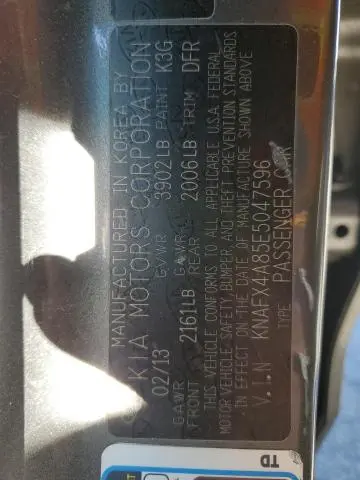 MANUFACTURED IN KOREA BY
KIA MOTORS CORPORATION
02/13 GVWR 3902LB PAINT K3G
GAWR FRONT 2161LB GAWR REAR 2006LB TRIM DFR
THIS VEHICLE CONFORMS TO ALL APPLICABLE U.S.A FEDERAL
MOTOR VEHICLE SAFETY, BUMPER, AND THEFT PREVENTION STANDARDS
IN EFFECT ON THE DATE OF MANUFACTURE SHOWN ABOVE
V.I.N KNAFX4A85E5047596
TYPE PASSENGER CAR
TD